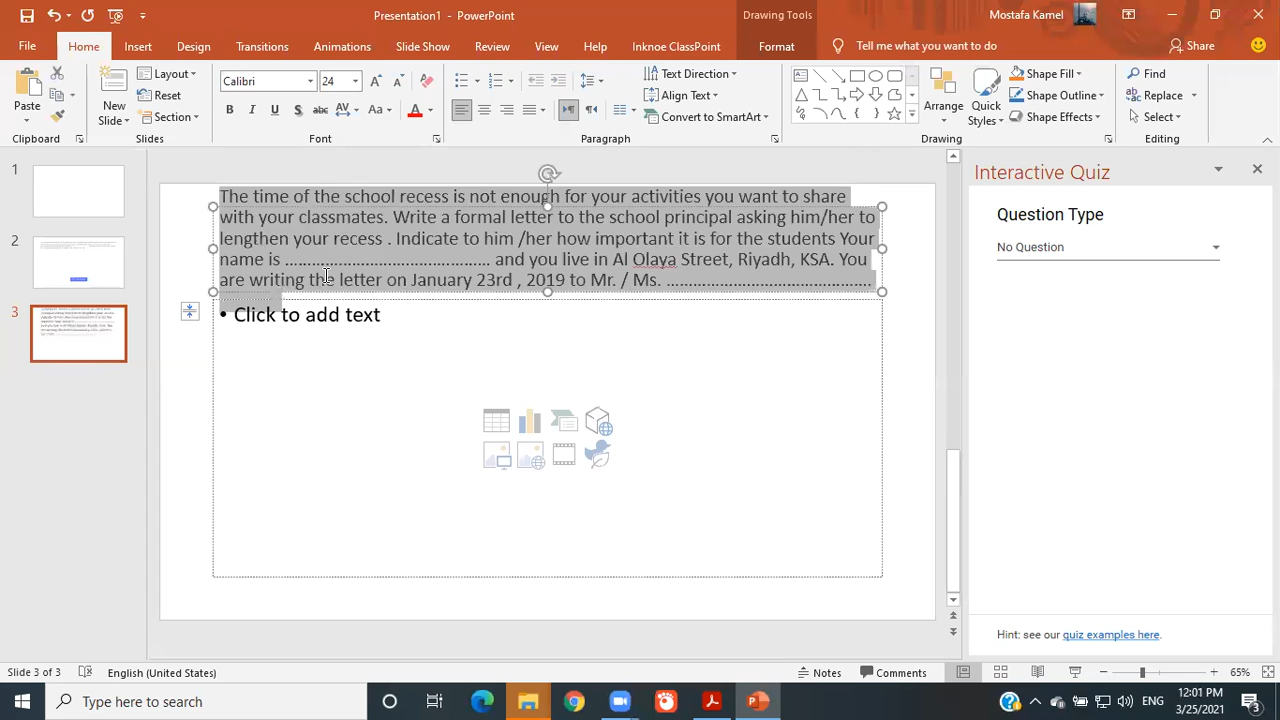 Presentation1 - PowerPoint
Drawing Tools
Mostafa Kamel
File
Home
Insert
Design
Transitions
Animations
Slide Show
Review
View
Help
Inknoe ClassPoint
Format
Tell me what you want to do
Share
Paste
New
Slide
Layout
Reset
Section
Calibri
24
B I U S abc AV Aa A
Text Direction
Align Text
Convert to SmartArt
Arrange
Quick
Styles
Shape Fill
Shape Outline
Shape Effects
Find
Replace
Select
Clipboard
Slides
Font
Paragraph
Drawing
Editing
1
2
3
The time of the school recess is not enough for your activities you want to share
with your classmates. Write a formal letter to the school principal asking him/her to
lengthen your recess . Indicate to him /her how important it is for the students Your
name is ......................................... and you live in Al Olaya Street, Riyadh, KSA. You
are writing the letter on January 23rd , 2019 to Mr. / Ms. .........................................
• Click to add text
Interactive Quiz
Question Type
No Question
Hint: see our quiz examples here.
Slide 3 of 3
English (United States)
Notes
Comments
65%
Type here to search
ENG
12:01 PM
3/25/2021
3